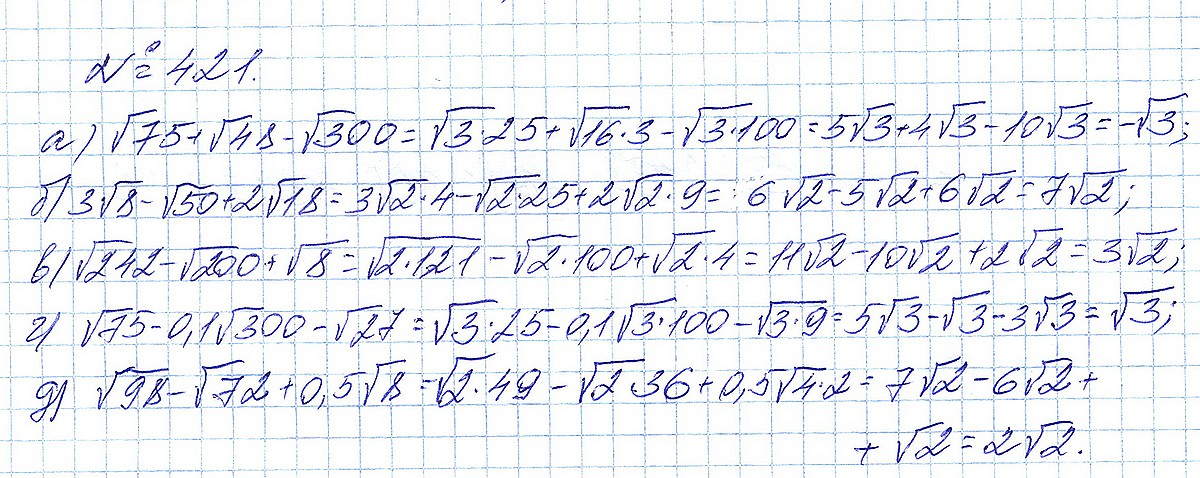 № 421.
а) √75+√48-√300=√3·25+√16·3-√3·100=5√3+4√3-10√3=-√3;
б) 3√8-√50+2√18=3√2·4-√2·25+2√2·9=6√2-5√2+6√2=7√2;
в) √242-√200+√8=√2·121-√2·100+√2·4=11√2-10√2+2√2=3√2;
г) √75-0,1√300-√27=√3·25-0,1√3·100-√3·9=5√3-√3-3√3=√3;
д) √98-√72+0,5√8=√2·49-√2·36+0,5√4·2=7√2-6√2+
+√2=2√2.